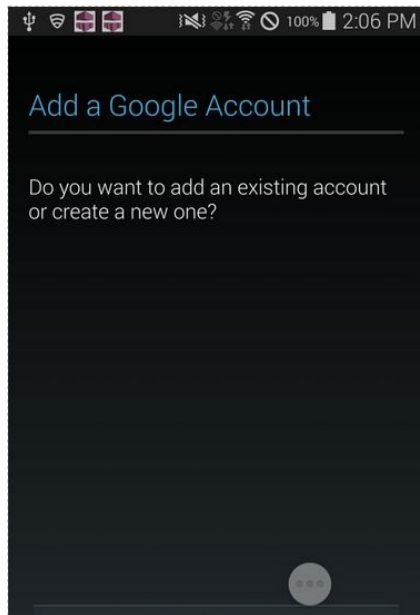 100% 2:06 PM
Add a Google Account
Do you want to add an existing account
or create a new one?